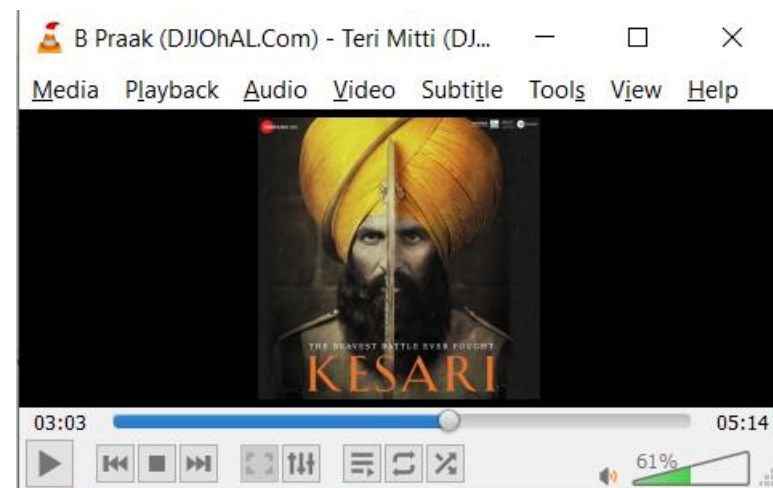 B Praak (DJJOhAL.Com) - Teri Mitti (DJ...
Media Playback Audio Video Subtitle Tools View Help
THE BRAVEST BATTLE EVER FOUGHT
KESARI
03:03 05:14
61%